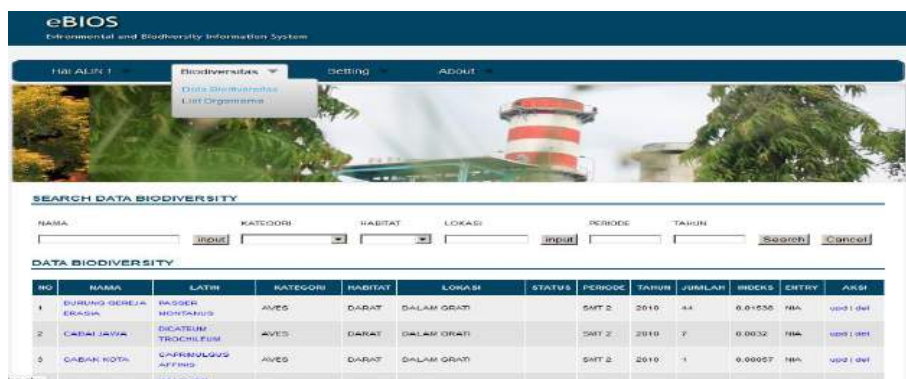 eBIOS
Environmental and Biodiversity Information System
Biodiversitas Setting About
Data Biodiversitas
List Organisme
SEARCH DATA BIODIVERSITY
NAMA KATEGORI HABITAT LOKASI PERIODE TAHUN
input input Search Cancel
DATA BIODIVERSITY
NO NAMA LATIN KATEGORI HABITAT LOKASI STATUS PERIODE TAHUN JUMLAH INDEKS ENTRY AKSI
1 BURUNG GEREJA ERASIA PASSER MONTANUS AVES DARAT DALAM GRATI SMT 2 2010 44 0.01536 NIA upd | del
2 CABAI JAWA DICAEUM TROCHILEUM AVES DARAT DALAM GRATI SMT 2 2010 7 0.0032 NIA upd | del
3 CABAK KOTA CAPRIMULGUS AFFINIS AVES DARAT DALAM GRATI SMT 2 2010 1 0.00057 NIA upd | del